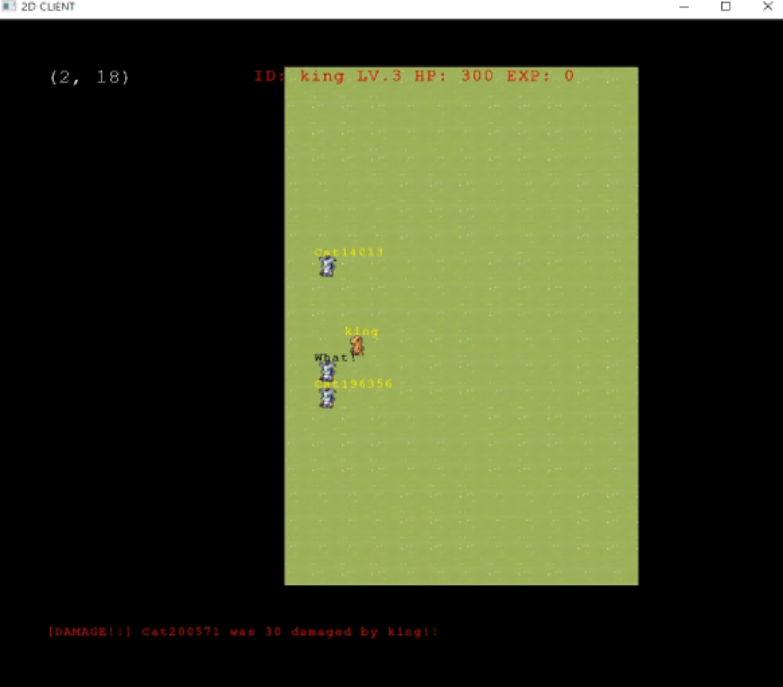 2D CLIENT
(2, 18)
ID: king LV.3 HP: 300 EXP: 0
Cat14013
king
What!
Cat196356
[DAMAGE!!] Cat200571 was 30 damaged by king!!